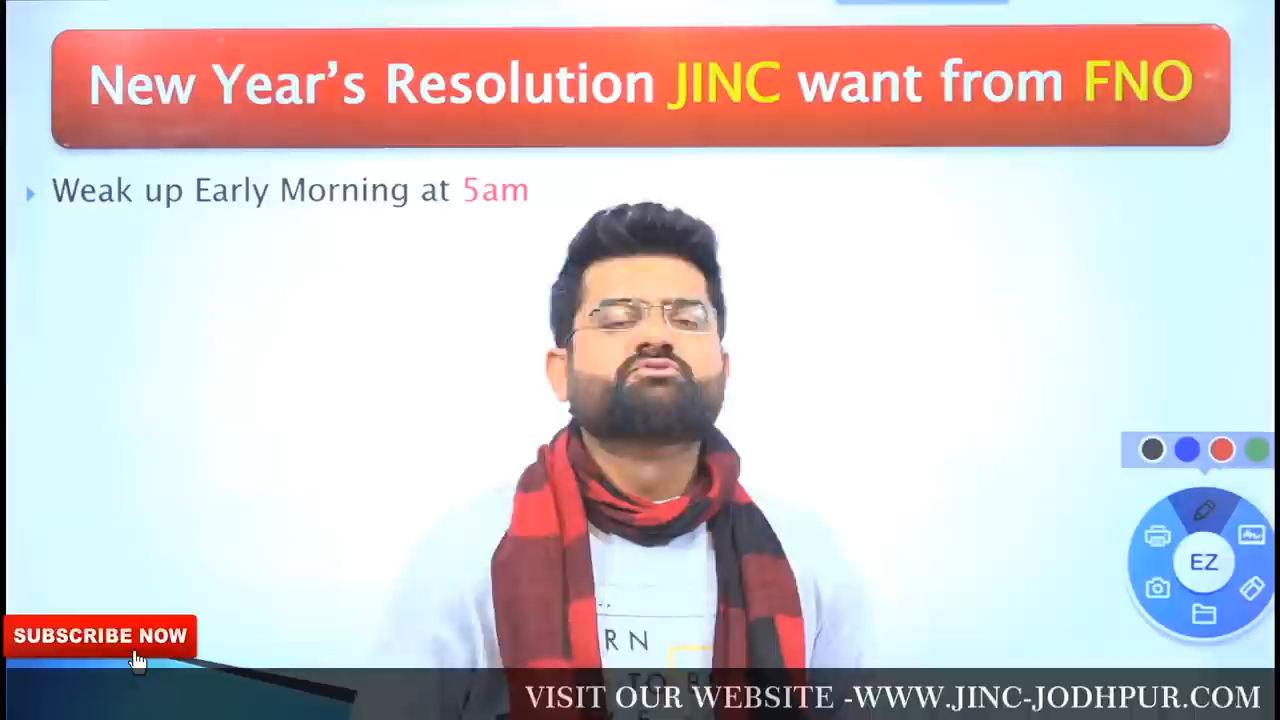 New Year’s Resolution JINC want from FNO
Weak up Early Morning at 5am
EZ
RN
SUBSCRIBE NOW
VISIT OUR WEBSITE -WWW.JINC-JODHPUR.COM